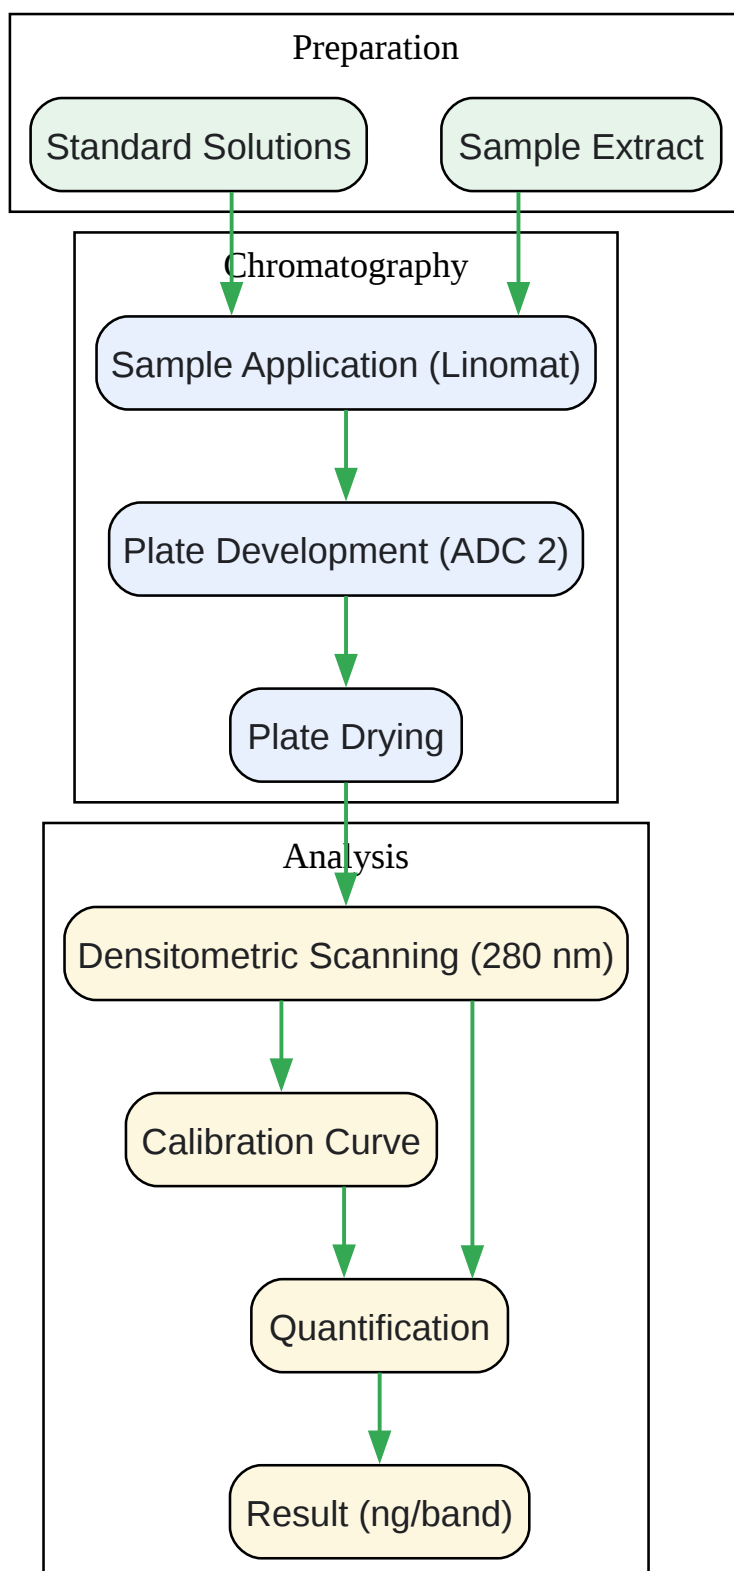 Preparation
Standard Solutions
Sample Extract
Chromatography
Sample Application (Linomat)
Plate Development (ADC 2)
Plate Drying
Analysis
Densitometric Scanning (280 nm)
Calibration Curve
Quantification
Result (ng/band)